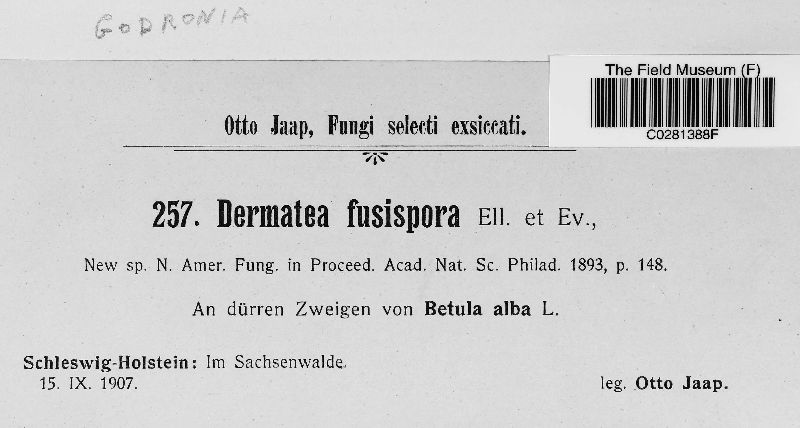 GODRONIA
The Field Museum (F)
C0281388F
Otto Jaap, Fungi selecti exsiccati.
257. Dermatea fusispora Ell. et Ev.,
New sp. N. Amer. Fung. in Proceed. Acad. Nat. Sc. Philad. 1893, p. 148.
An dürren Zweigen von Betula alba L.
Schleswig-Holstein: Im Sachsenwalde.
15. IX. 1907.
leg. Otto Jaap.